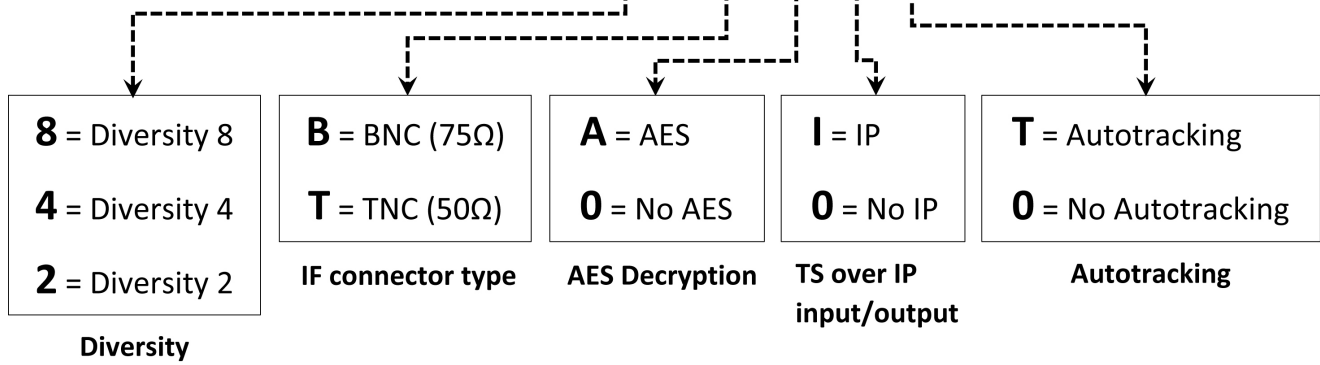 8 = Diversity 8
4 = Diversity 4
2 = Diversity 2
Diversity
B = BNC (75Ω)
T = TNC (50Ω)
IF connector type
A = AES
0 = No AES
AES Decryption
I = IP
0 = No IP
TS over IP
input/output
T = Autotracking
0 = No Autotracking
Autotracking